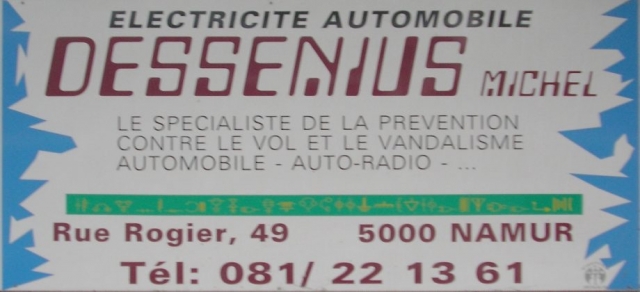 ELECTRICITE AUTOMOBILE
DESSENIUS MICHEL
LE SPECIALISTE DE LA PREVENTION
CONTRE LE VOL ET LE VANDALISME
AUTOMOBILE - AUTO-RADIO - ...
Rue Rogier, 49 5000 NAMUR
Tél: 081/ 22 13 61